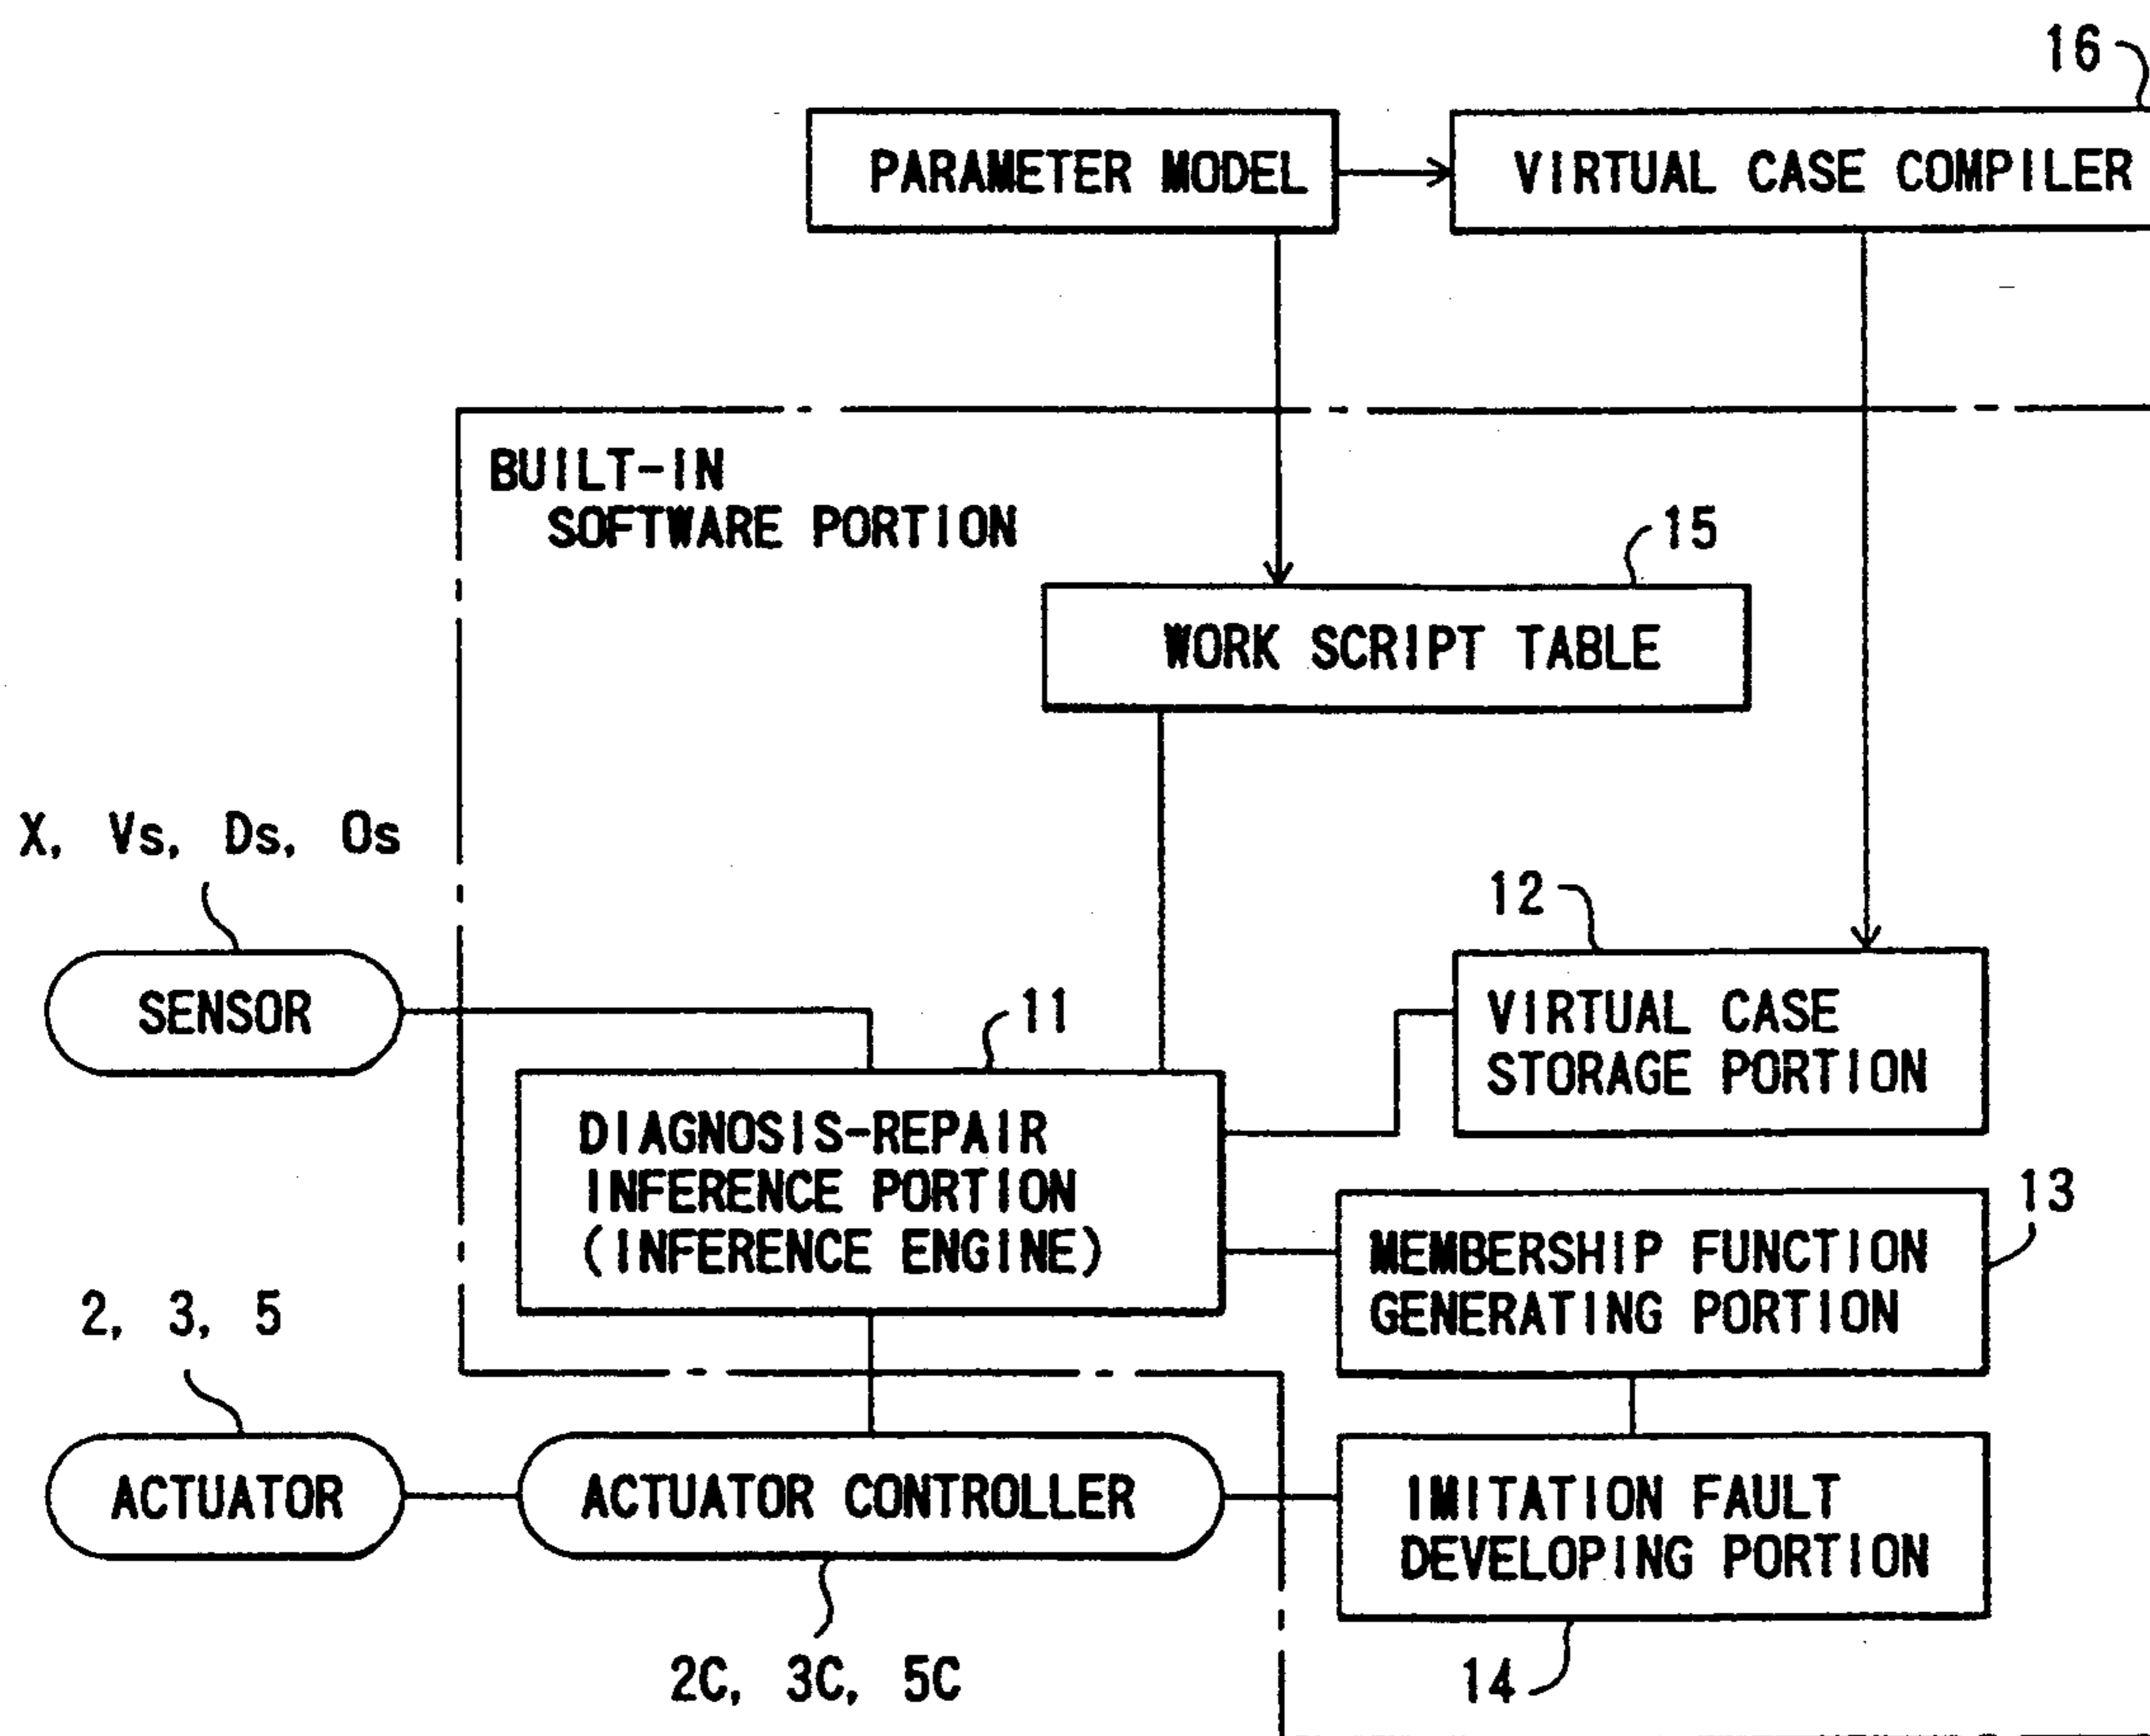 16
PARAMETER MODEL
VIRTUAL CASE COMPILER
BUILT-IN
SOFTWARE PORTION
15
WORK SCRIPT TABLE
X, Vs, Ds, Os
12
SENSOR
11
VIRTUAL CASE
STORAGE PORTION
DIAGNOSIS-REPAIR
INFERENCE PORTION
(INFERENCE ENGINE)
13
MEMBERSHIP FUNCTION
GENERATING PORTION
2, 3, 5
ACTUATOR
ACTUATOR CONTROLLER
IMITATION FAULT
DEVELOPING PORTION
2C, 3C, 5C
14